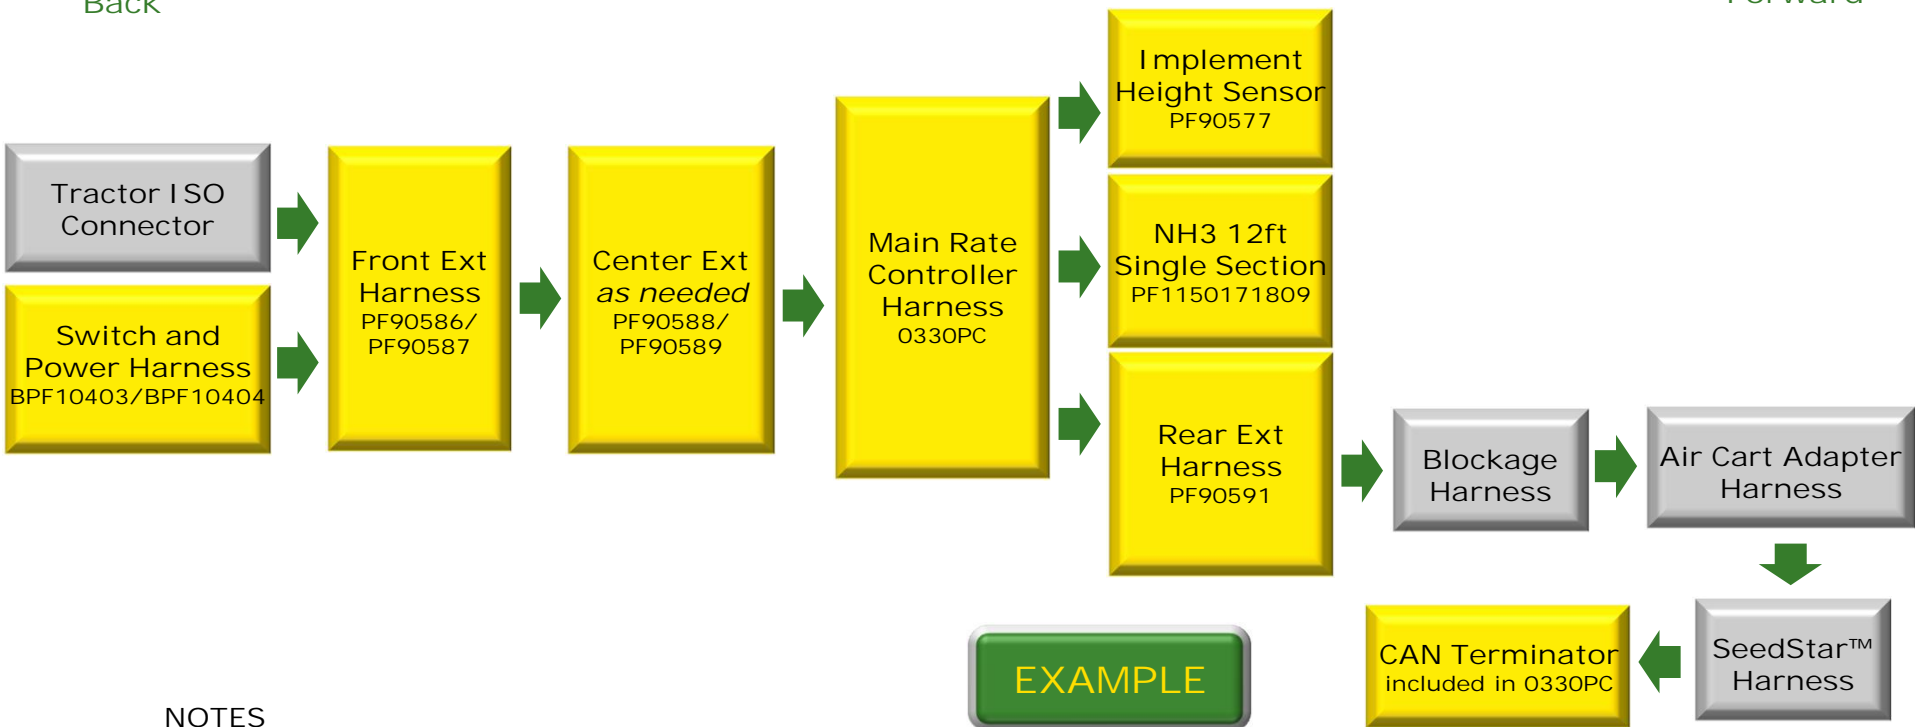 Back
Forward
Tractor ISO
Connector
Switch and
Power Harness
BPF10403/BPF10404
Front Ext
Harness
PF90586/
PF90587
Center Ext
as needed
PF90588/
PF90589
Main Rate
Controller
Harness
0330PC
Implement
Height Sensor
PF90577
NH3 12ft
Single Section
PF1150171809
Rear Ext
Harness
PF90591
Blockage
Harness
Air Cart Adapter
Harness
SeedStar™
Harness
CAN Terminator
included in 0330PC
EXAMPLE
NOTES